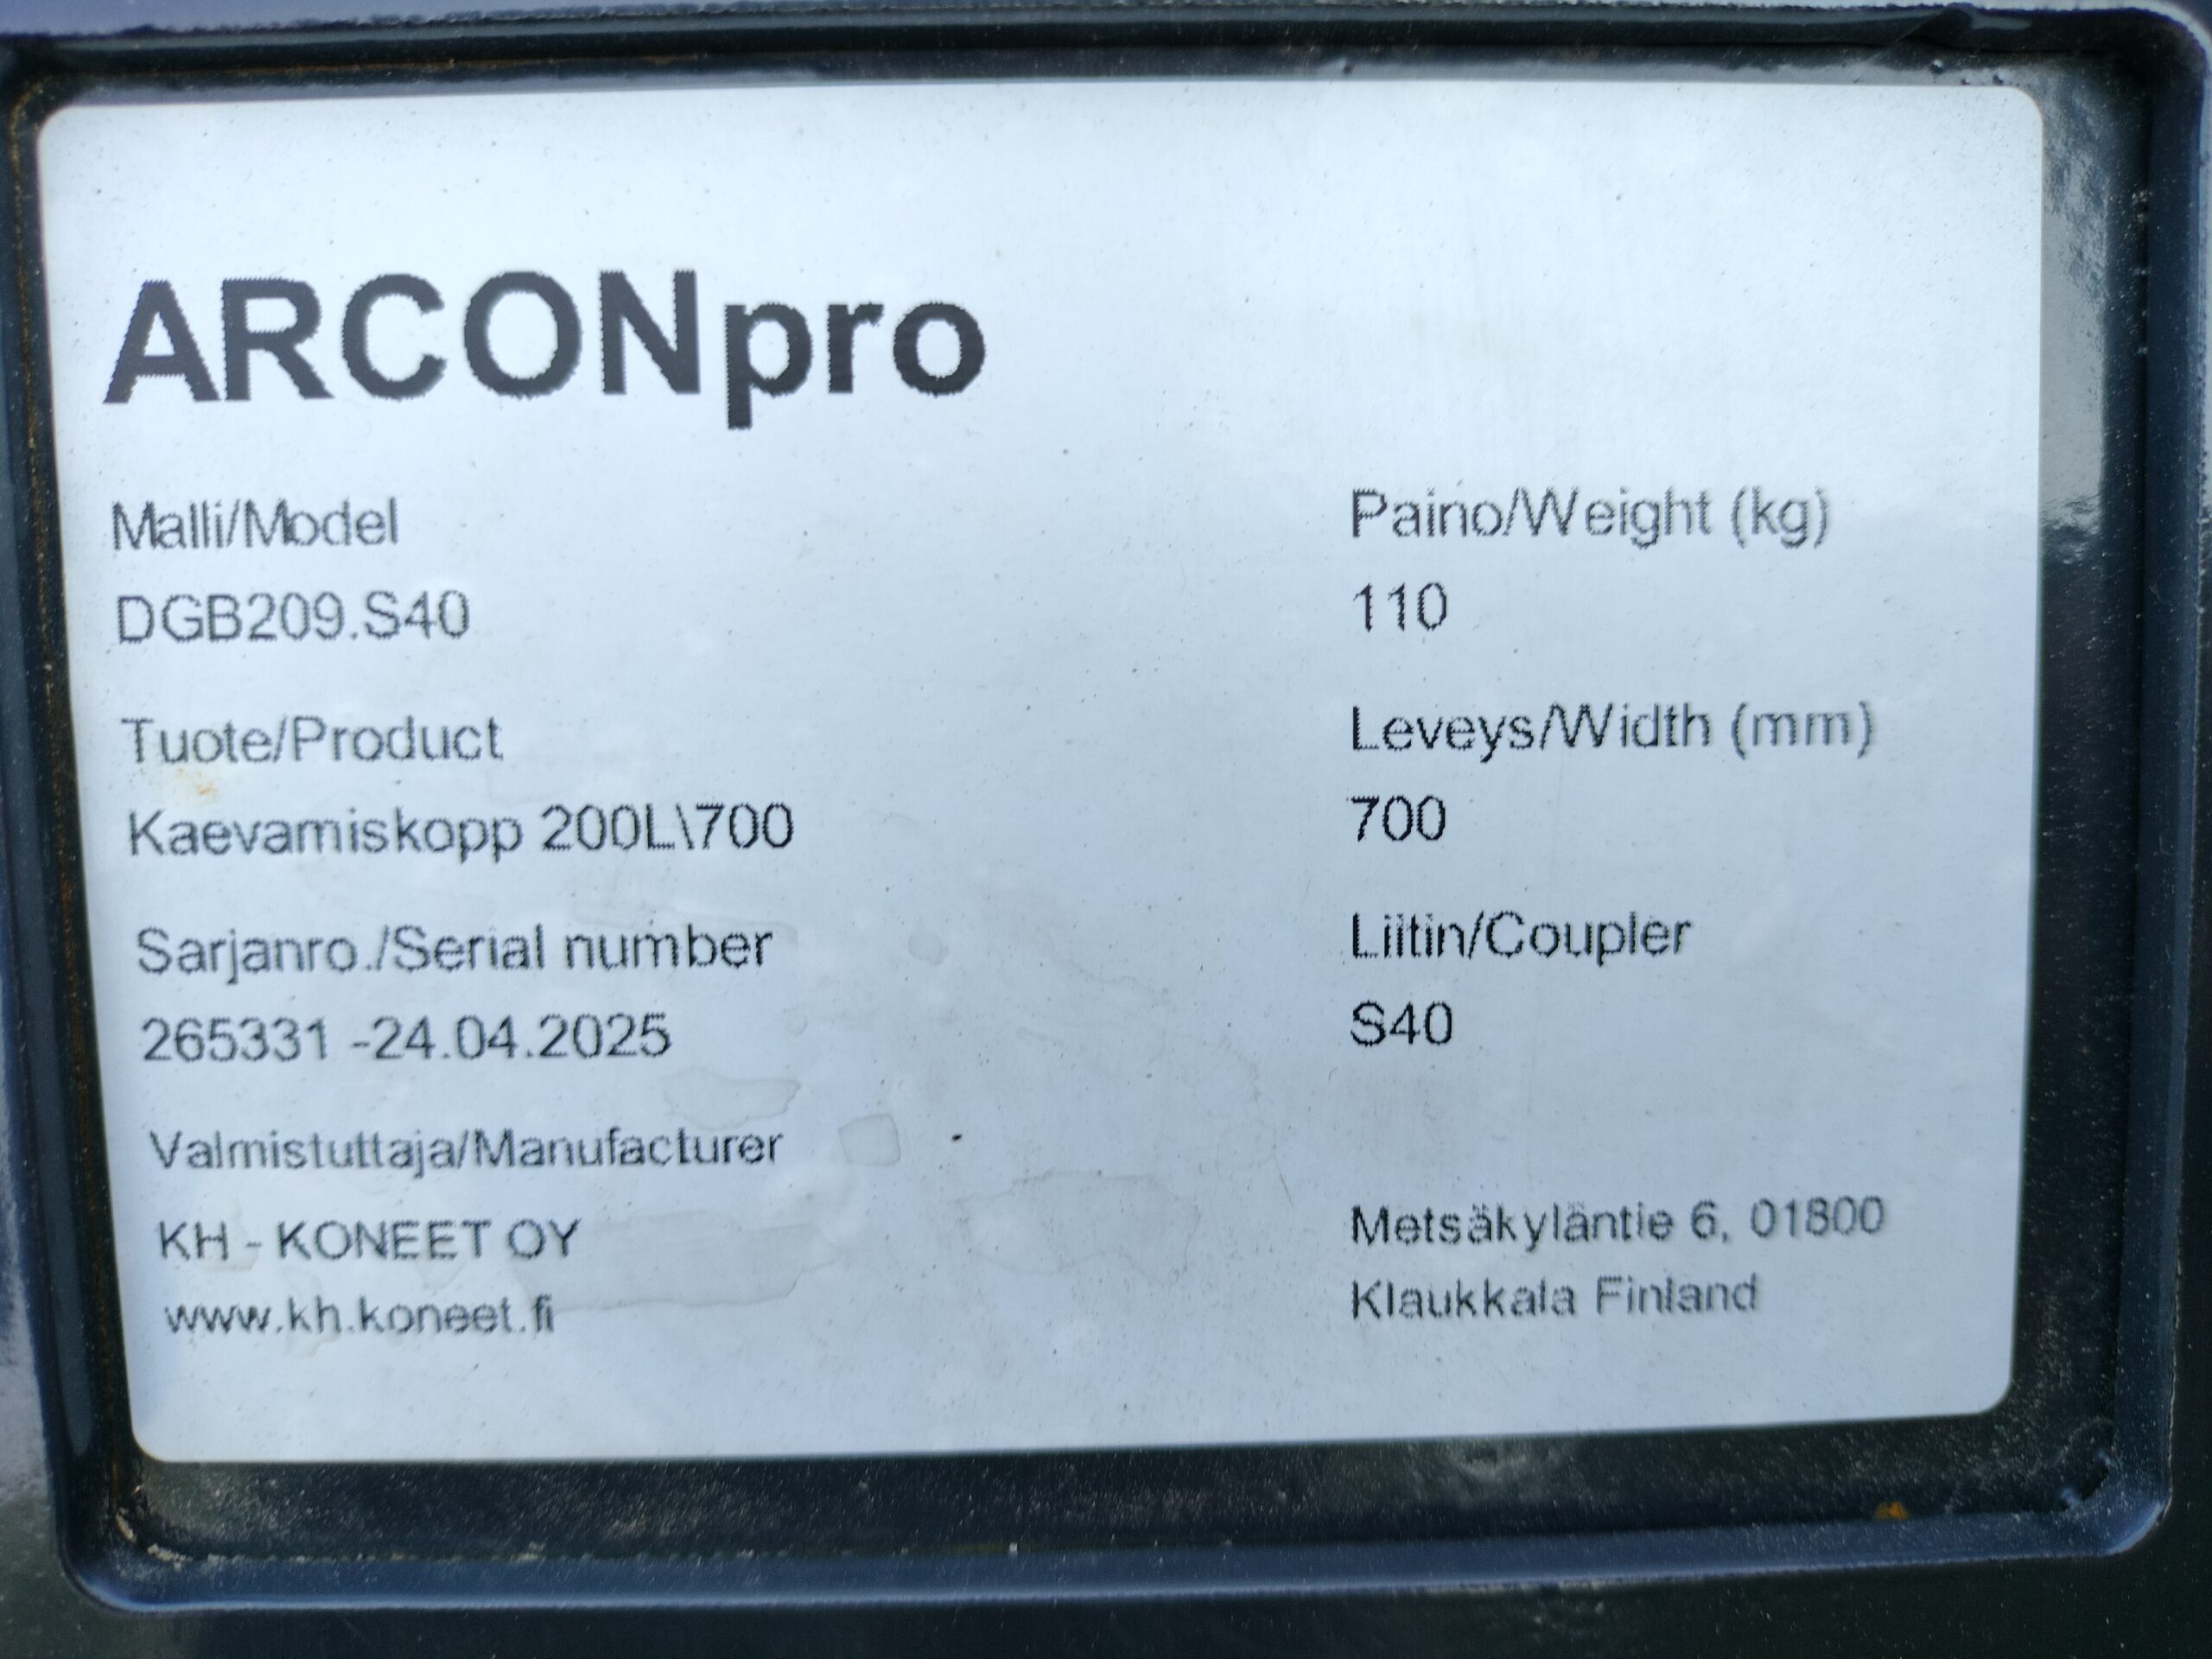 ARCONpro
Malli/Model
DGB209.S40
Tuote/Product
Kaevamiskopp 200L\700
Sarjanro./Serial number
265331 -24.04.2025
Valmistuttaja/Manufacturer
KH - KONEET OY
www.kh.koneet.fi
Paino/Weight (kg)
110
Leveys/Width (mm)
700
Liitin/Coupler
S40
Metsäkyläntie 6, 01800
Klaukkala Finland